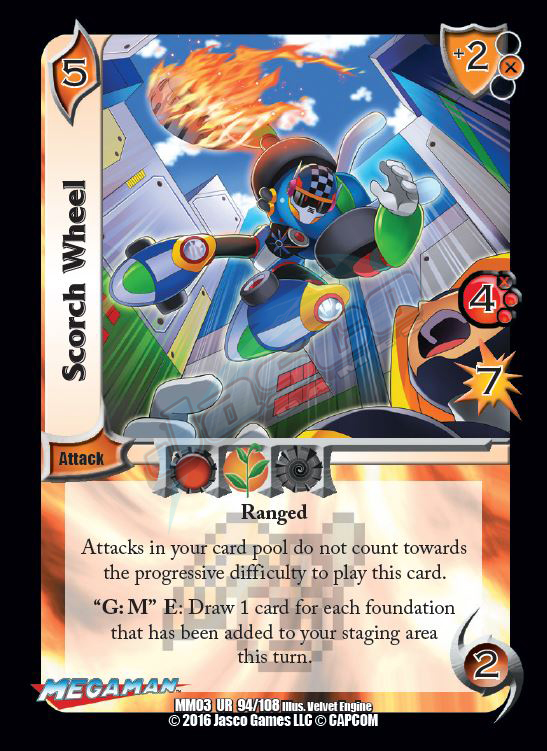 5
+2
Scorch Wheel
4
7
Attack
Ranged
Attacks in your card pool do not count towards
the progressive difficulty to play this card.
“G: M” E: Draw 1 card for each foundation
that has been added to your staging area
this turn.
2
MEGAMAN™
MM03 UR 94/108 Illus. Velvet Engine
© 2016 Jasco Games LLC © CAPCOM